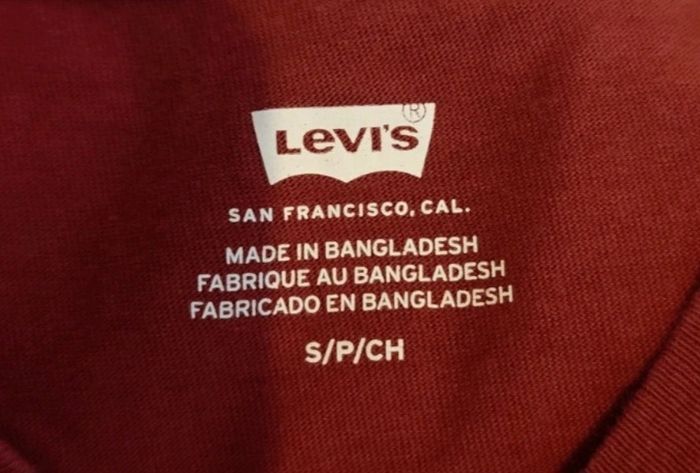 Levi's®
SAN FRANCISCO, CAL.
MADE IN BANGLADESH
FABRIQUE AU BANGLADESH
FABRICADO EN BANGLADESH
S/P/CH